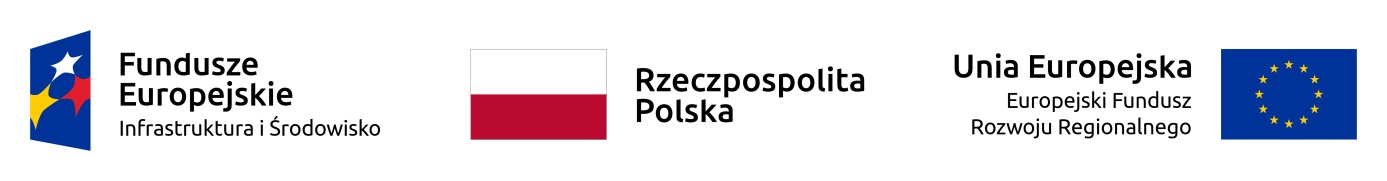 Fundusze
Europejskie
Infrastruktura i Środowisko
Rzeczpospolita
Polska
Unia Europejska
Europejski Fundusz
Rozwoju Regionalnego